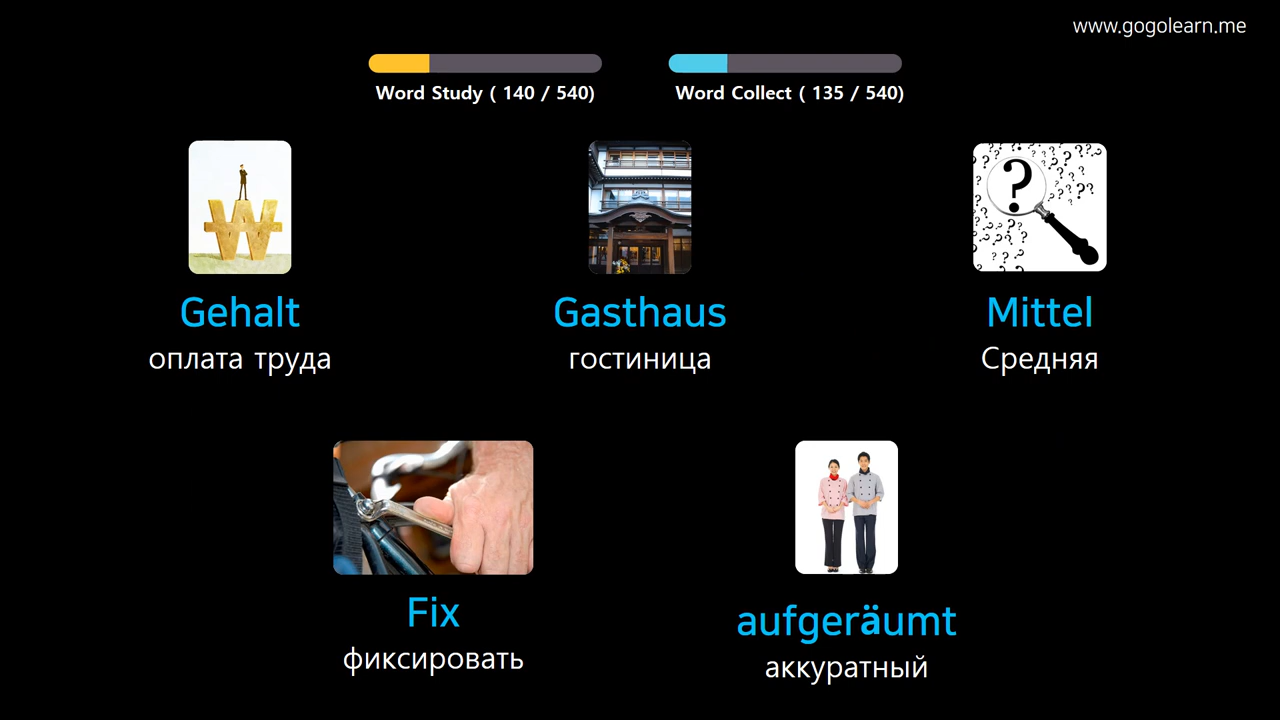 www.gogolearn.me
Word Study ( 140 / 540)
Word Collect ( 135 / 540)
Gehalt
оплата труда
Gasthaus
гостиница
Mittel
Средняя
Fix
фиксировать
aufgeräumt
аккуратный